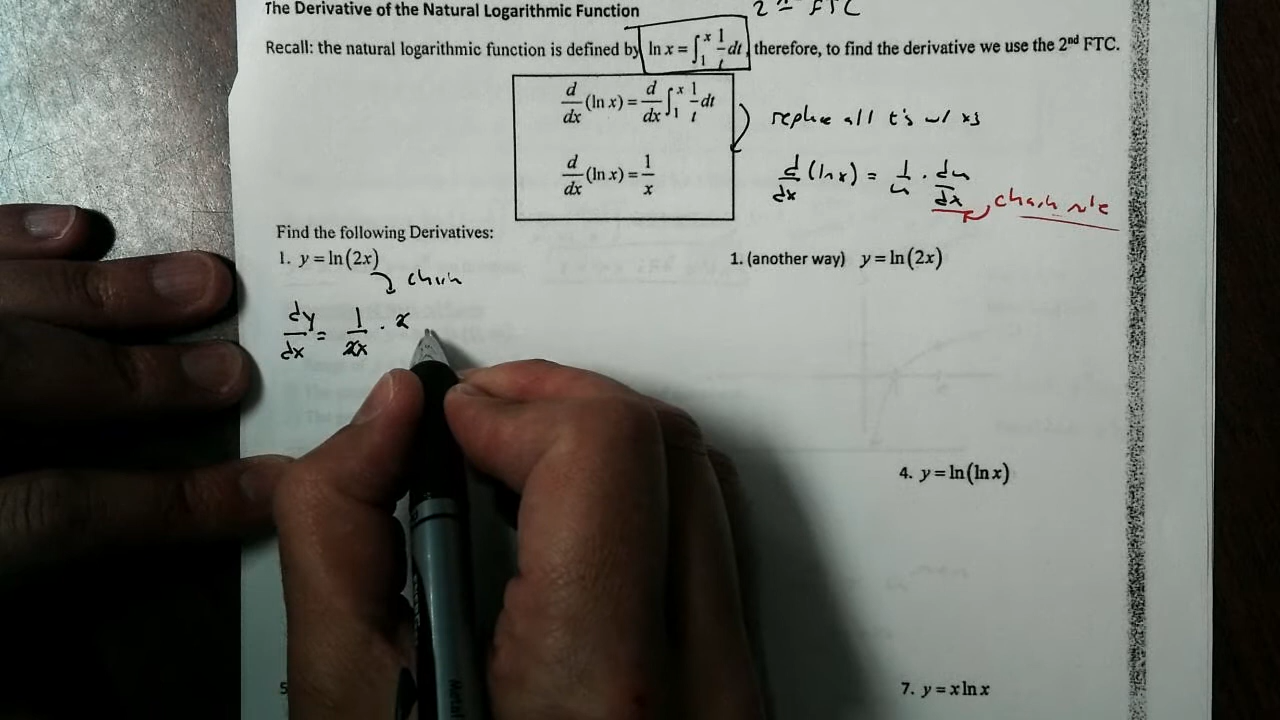 The Derivative of the Natural Logarithmic Function 2nd FTC
Recall: the natural logarithmic function is defined by ln x = ∫₁ˣ 1/t dt, therefore, to find the derivative we use the 2nd FTC.
d/dx (ln x) = d/dx ∫₁ˣ 1/t dt
replace all t's w/ xs
d/dx (ln x) = 1/x
d/dx (ln x) = 1/u · du/dx chain rule
Find the following Derivatives:
1. y = ln(2x)
1. (another way) y = ln(2x)
chain
dy/dx = 1/2x · 2
4. y = ln(ln x)
5
7. y = x ln x